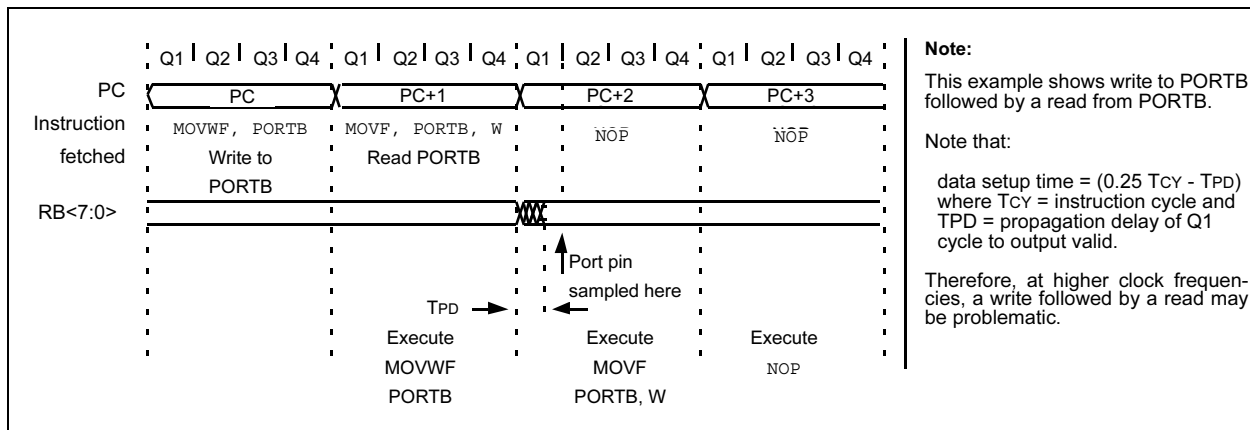 Q1 Q2 Q3 Q4 Q1 Q2 Q3 Q4 Q1 Q2 Q3 Q4 Q1 Q2 Q3 Q4
PC PC PC+1 PC+2 PC+3
Instruction
fetched
MOVWF, PORTB
Write to
PORTB
MOVF, PORTB, W
Read PORTB
NOP
NOP
RB<7:0>
Port pin
sampled here
TPD
Execute
MOVWF
PORTB
Execute
MOVF
PORTB, W
Execute
NOP
Note:
This example shows write to PORTB
followed by a read from PORTB.
Note that:
data setup time = (0.25 TCY - TPD)
where TCY = instruction cycle and
TPD = propagation delay of Q1
cycle to output valid.
Therefore, at higher clock frequen-
cies, a write followed by a read may
be problematic.